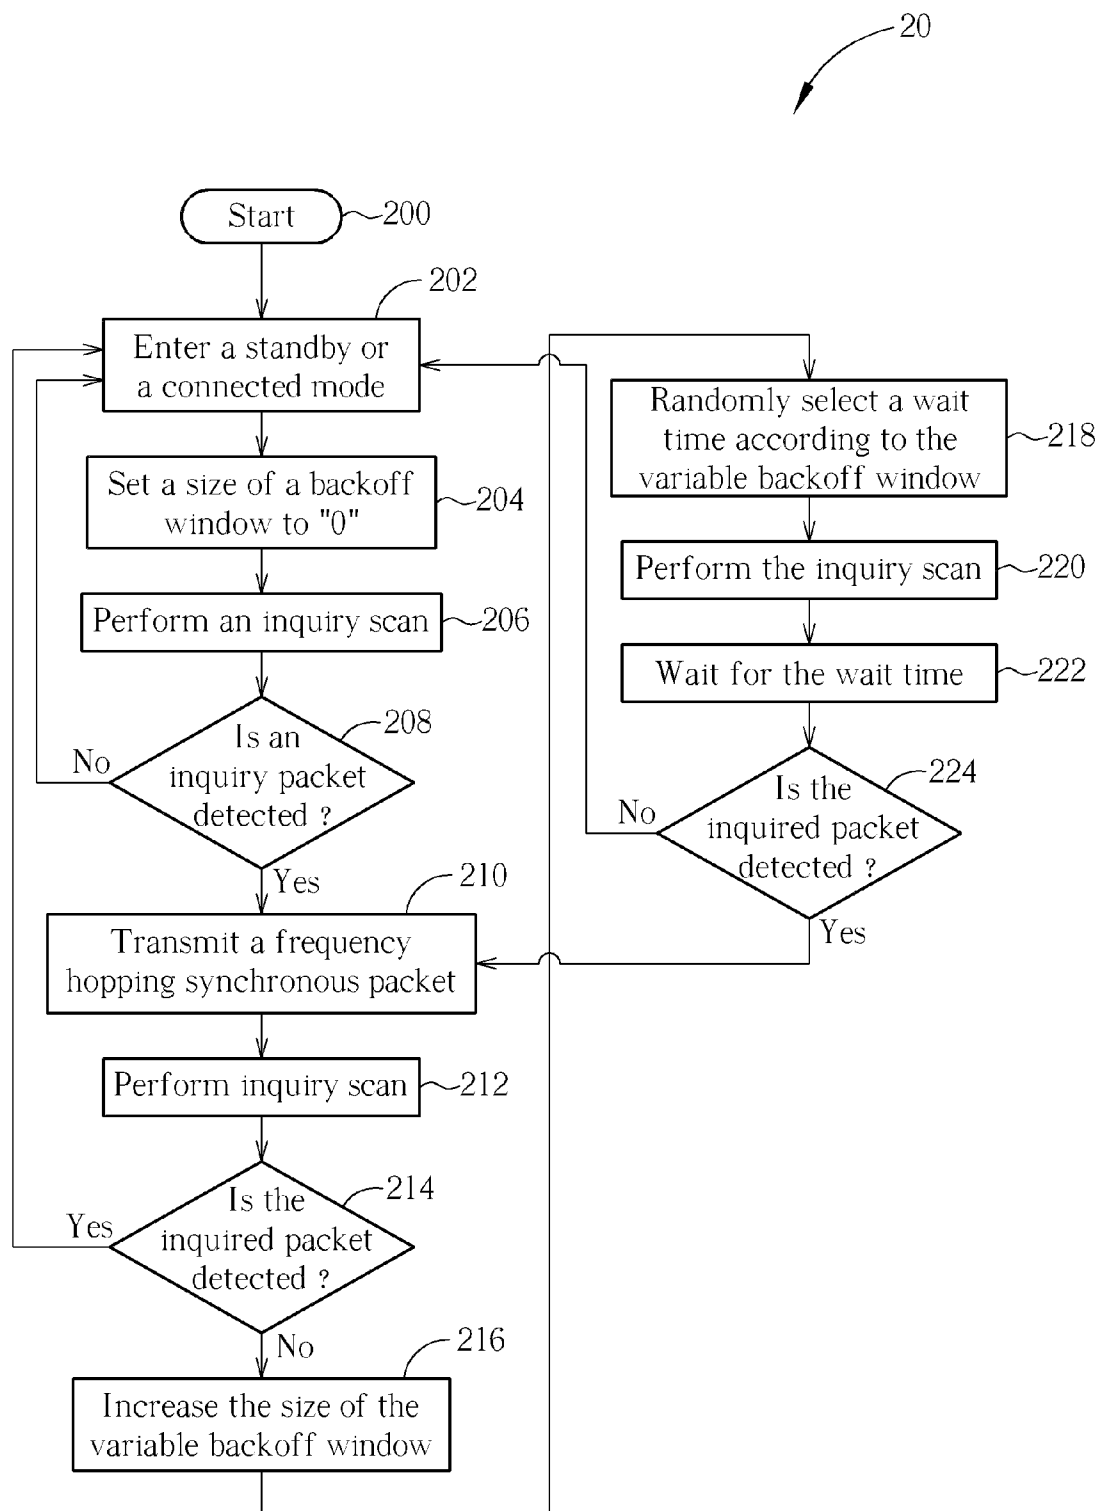 20
Start
200
202
Enter a standby or
a connected mode
Set a size of a backoff
window to "0"
204
Perform an inquiry scan
206
208
Is an
inquiry packet
detected ?
No
Yes
210
Transmit a frequency
hopping synchronous packet
Perform inquiry scan
212
214
Is the
inquired packet
detected ?
Yes
No
216
Increase the size of the
variable backoff window
Randomly select a wait
time according to the
variable backoff window
218
Perform the inquiry scan
220
Wait for the wait time
222
224
Is the
inquired packet
detected ?
No
Yes